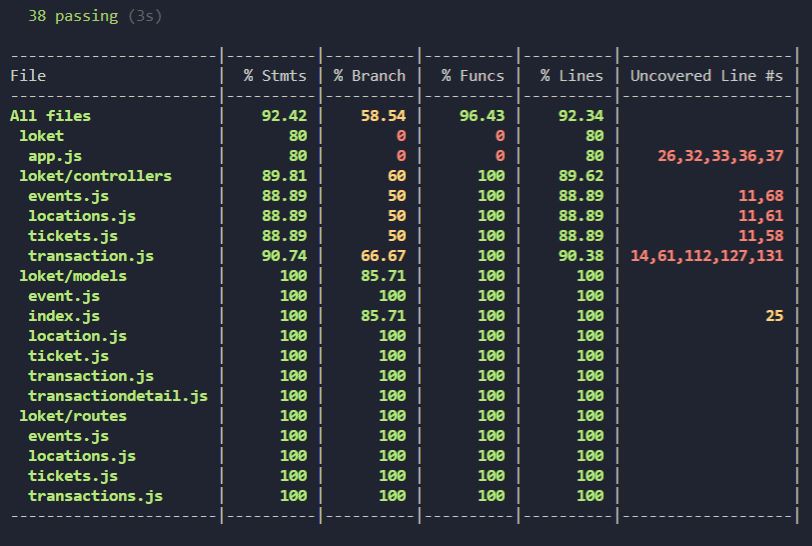 38 passing (3s)
-----------------------|----------|----------|----------|----------|-------------------|
File | % Stmts | % Branch | % Funcs | % Lines | Uncovered Line #s |
-----------------------|----------|----------|----------|----------|-------------------|
All files | 92.42 | 58.54 | 96.43 | 92.34 | |
loket | 80 | 0 | 0 | 80 | |
app.js | 80 | 0 | 0 | 80 | 26,32,33,36,37 |
loket/controllers | 89.81 | 60 | 100 | 89.62 | |
events.js | 88.89 | 50 | 100 | 88.89 | 11,68 |
locations.js | 88.89 | 50 | 100 | 88.89 | 11,61 |
tickets.js | 88.89 | 50 | 100 | 88.89 | 11,58 |
transaction.js | 90.74 | 66.67 | 100 | 90.38 | 14,61,112,127,131 |
loket/models | 100 | 85.71 | 100 | 100 | |
event.js | 100 | 100 | 100 | 100 | |
index.js | 100 | 85.71 | 100 | 100 | 25 |
location.js | 100 | 100 | 100 | 100 | |
ticket.js | 100 | 100 | 100 | 100 | |
transaction.js | 100 | 100 | 100 | 100 | |
transactiondetail.js | 100 | 100 | 100 | 100 | |
loket/routes | 100 | 100 | 100 | 100 | |
events.js | 100 | 100 | 100 | 100 | |
locations.js | 100 | 100 | 100 | 100 | |
tickets.js | 100 | 100 | 100 | 100 | |
transactions.js | 100 | 100 | 100 | 100 | |
-----------------------|----------|----------|----------|----------|-------------------|